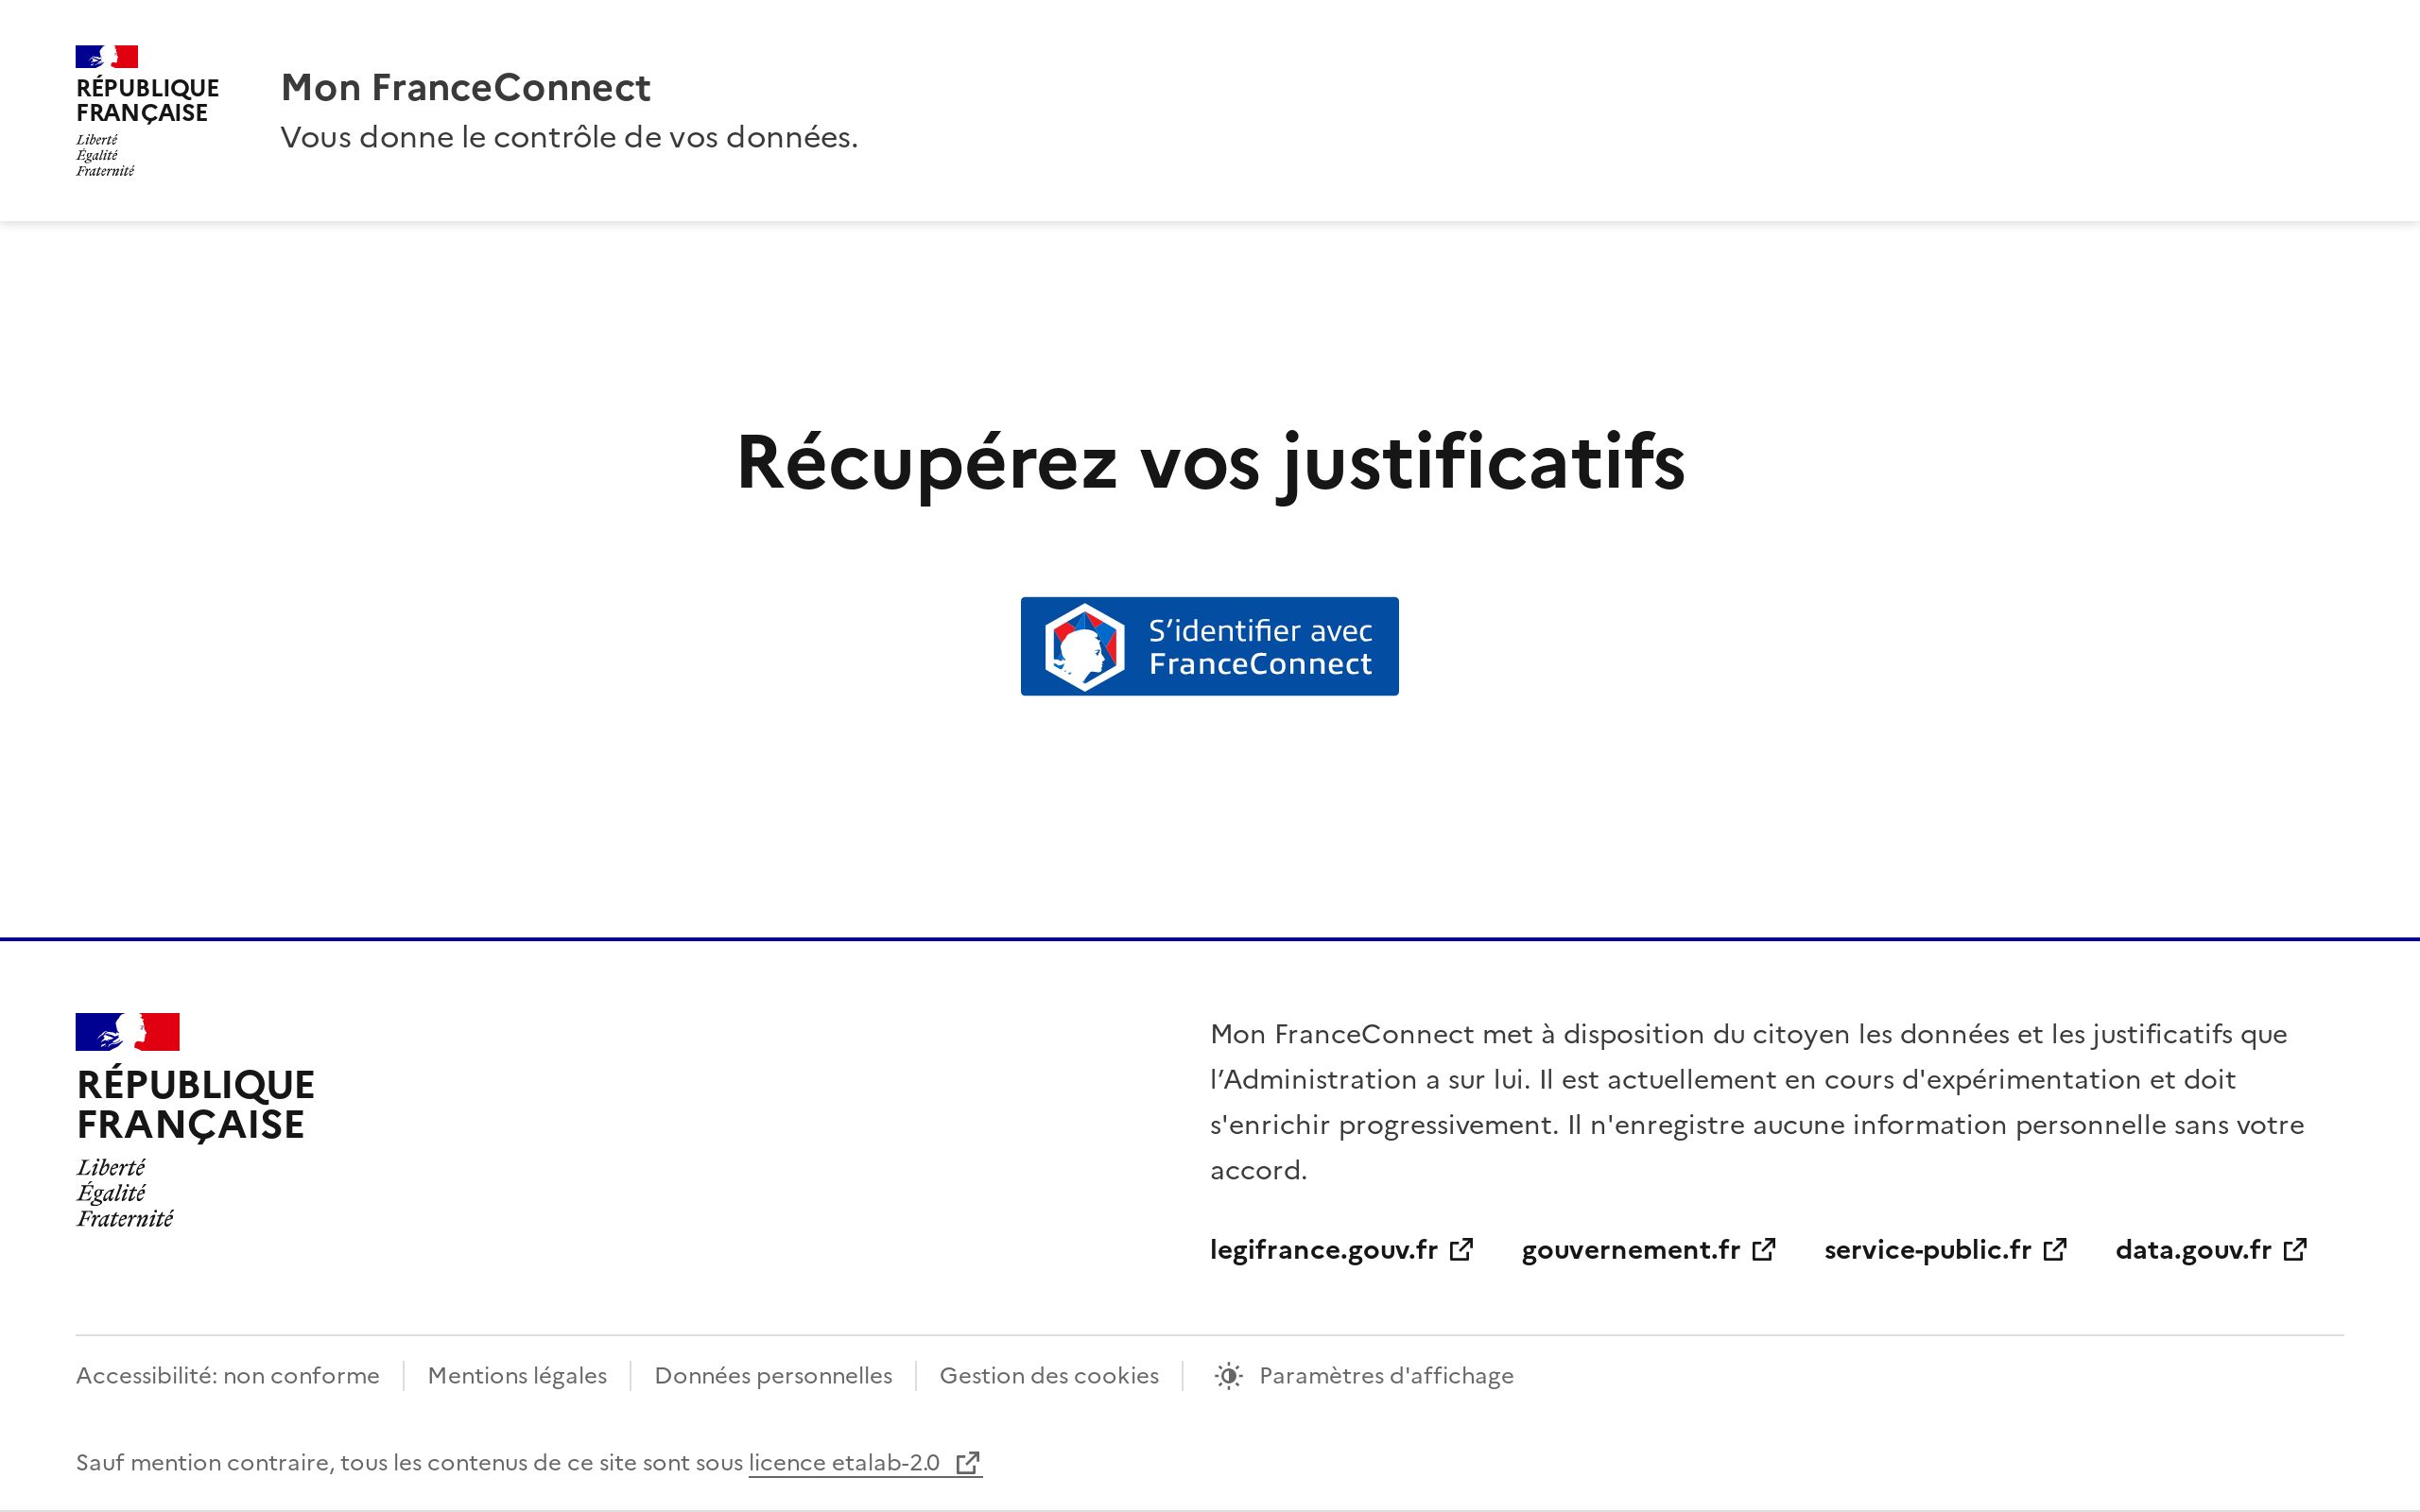 RÉPUBLIQUE
FRANÇAISE
Liberté
Égalité
Fraternité
Mon FranceConnect
Vous donne le contrôle de vos données.
Récupérez vos justificatifs
S’identifier avec
FranceConnect
RÉPUBLIQUE
FRANÇAISE
Liberté
Égalité
Fraternité
Mon FranceConnect met à disposition du citoyen les données et les justificatifs que
l’Administration a sur lui. Il est actuellement en cours d'expérimentation et doit
s'enrichir progressivement. Il n'enregistre aucune information personnelle sans votre
accord.
legifrance.gouv.fr gouvernement.fr service-public.fr data.gouv.fr
Accessibilité: non conforme Mentions légales Données personnelles Gestion des cookies Paramètres d'affichage
Sauf mention contraire, tous les contenus de ce site sont sous licence etalab-2.0